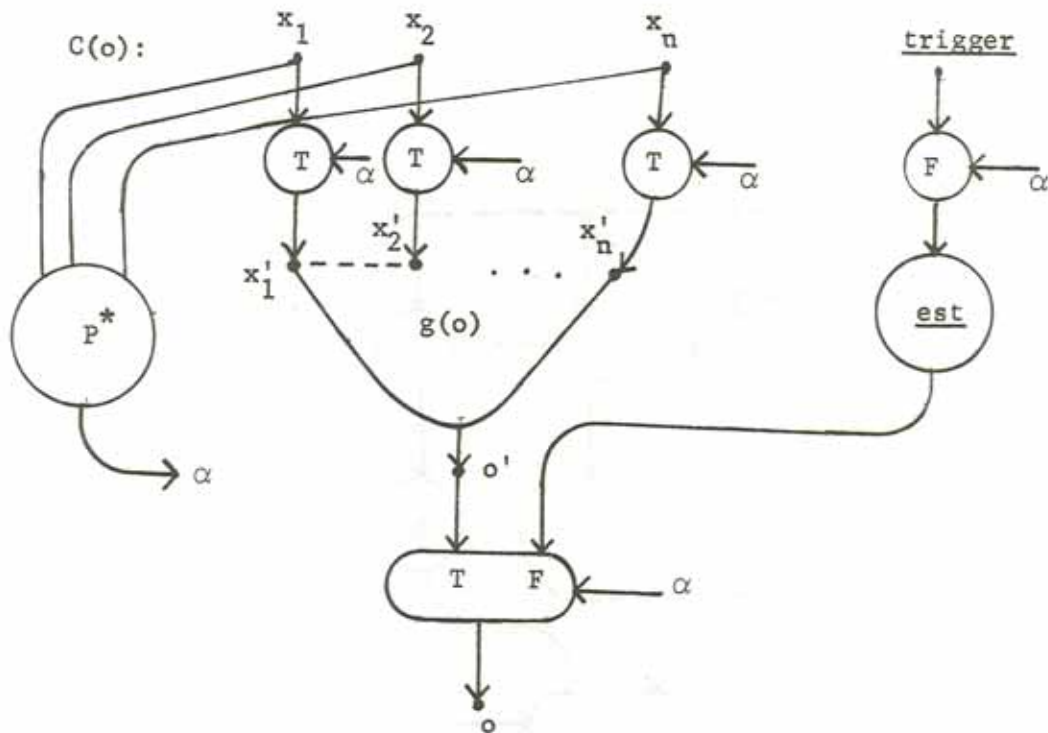 C(o):
x1 x2 xn trigger
T α T α T α F α
x'1 x'2 . . . x'n
P* g(o) est
α
o'
T F α
o